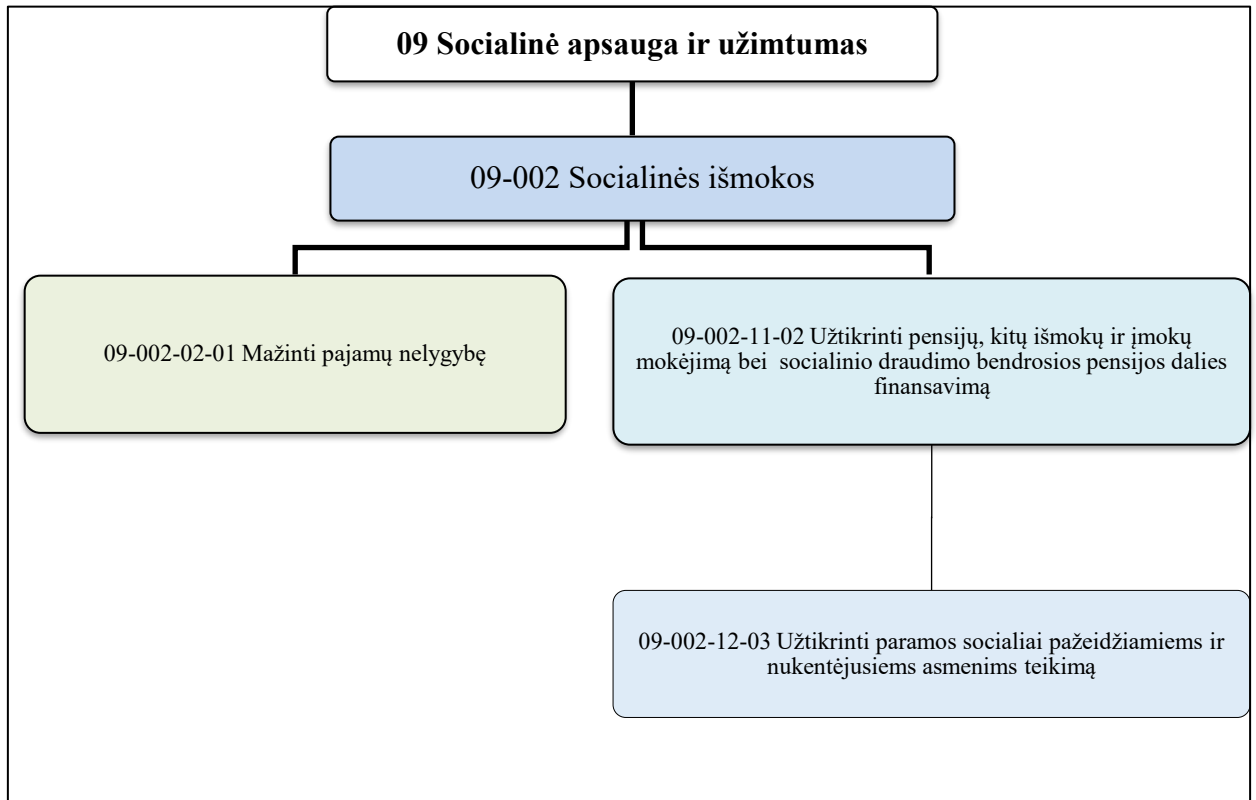 09 Socialinė apsauga ir užimtumas
09-002 Socialinės išmokos
09-002-02-01 Mažinti pajamų nelygybę
09-002-11-02 Užtikrinti pensijų, kitų išmokų ir įmokų
mokėjimą bei  socialinio draudimo bendrosios pensijos dalies
finansavimą
09-002-12-03 Užtikrinti paramos socialiai pažeidžiamiems ir
nukentėjusiems asmenims teikimą